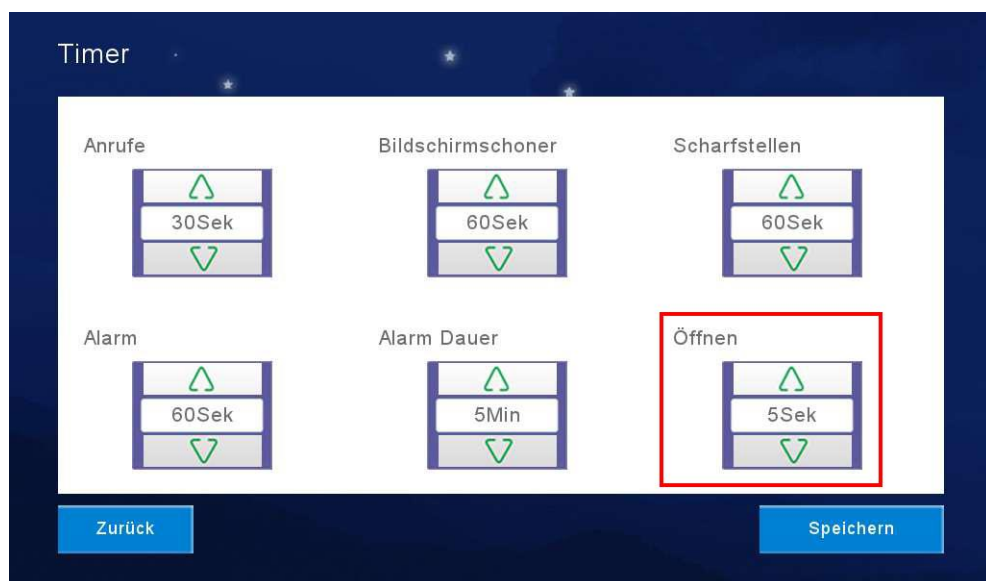 Timer
Anrufe
Bildschirmschoner
Scharfstellen
30Sek
60Sek
60Sek
Alarm
Alarm Dauer
Öffnen
60Sek
5Min
5Sek
Zurück
Speichern